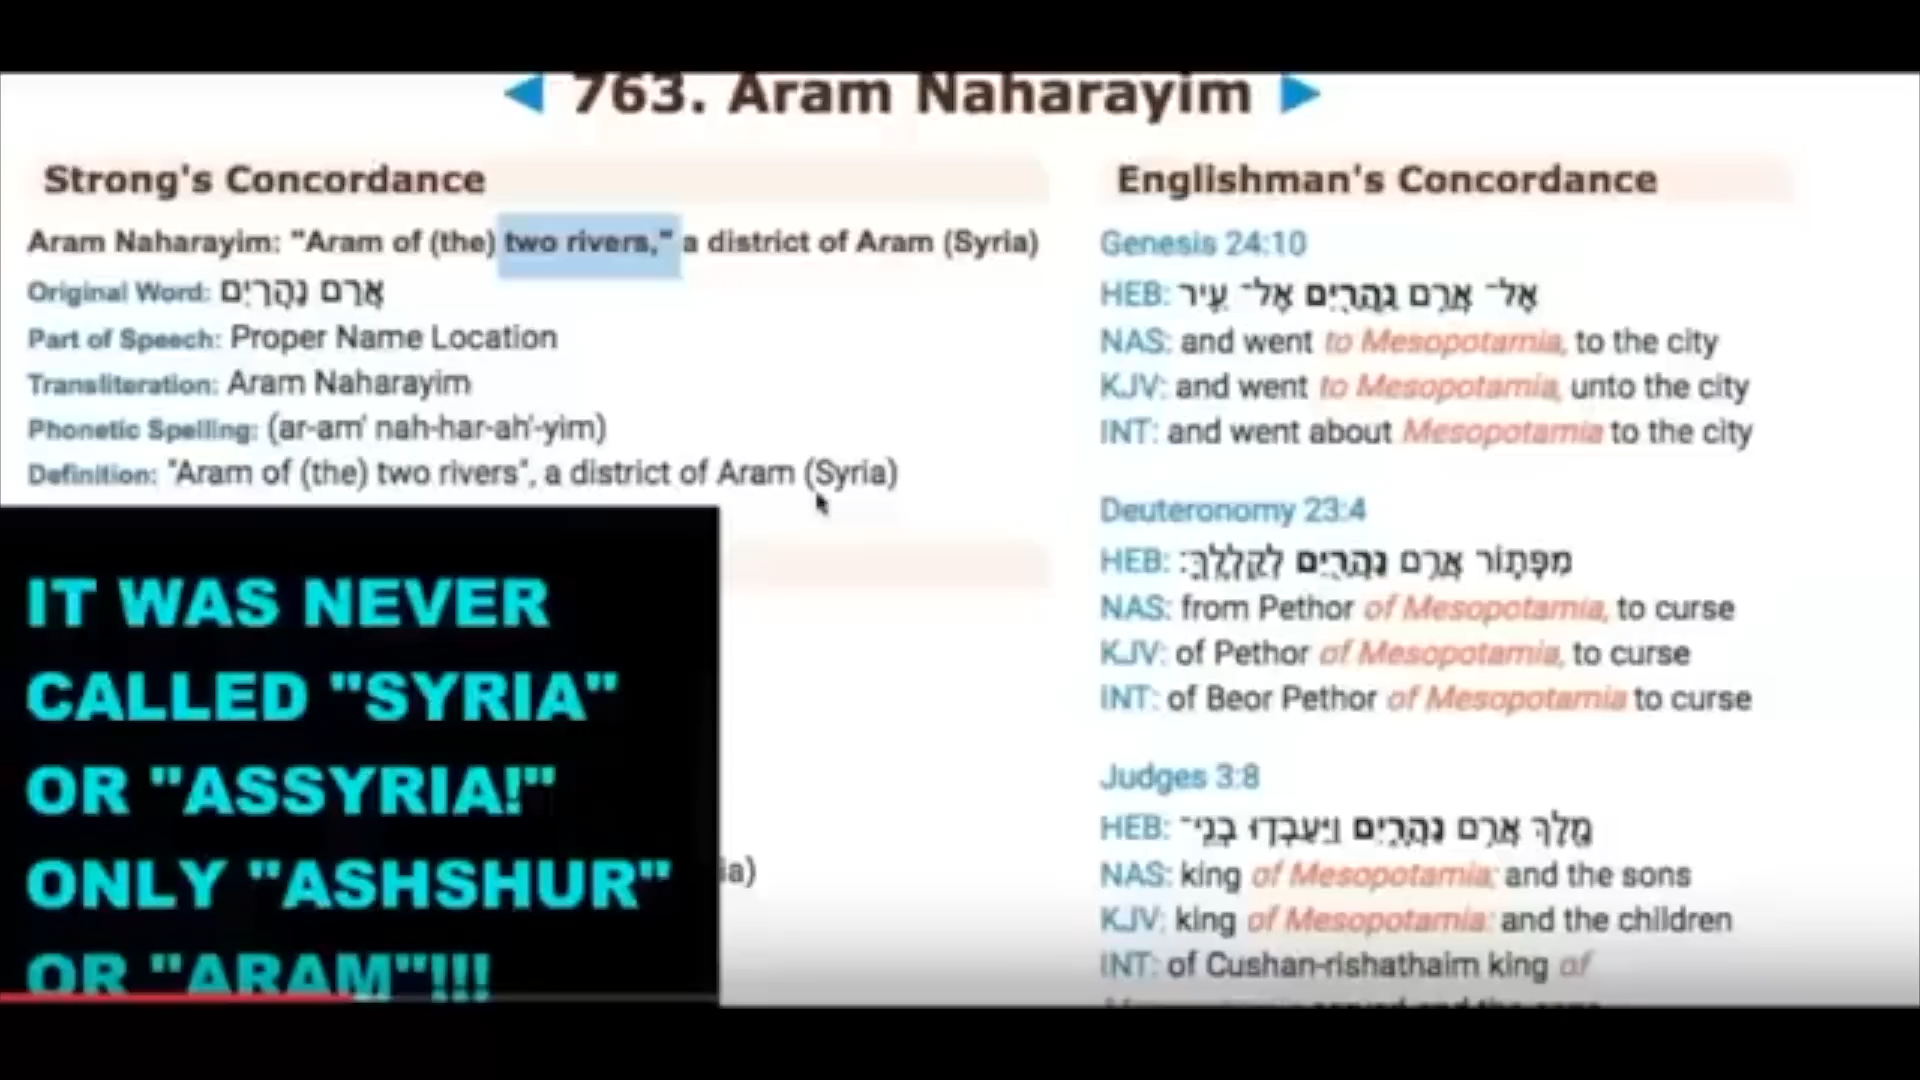 763. Aram Naharayim
Strong's Concordance
Aram Naharayim: "Aram of (the) two rivers," a district of Aram (Syria)
Original Word: אֲרַם נַהֲרַיִם
Part of Speech: Proper Name Location
Transliteration: Aram Naharayim
Phonetic Spelling: (ar-am' nah-har-ah'-yim)
Definition: "Aram of (the) two rivers", a district of Aram (Syria)
IT WAS NEVER
CALLED "SYRIA"
OR "ASSYRIA!"
ONLY "ASHSHUR"
OR "ARAM"!!!
ia)
Englishman's Concordance
Genesis 24:10
HEB: אֶל־ אֲרַ֥ם נַֽהֲרַ֖יִם אֶל־ עִ֥יר
NAS: and went to Mesopotamia, to the city
KJV: and went to Mesopotamia, unto the city
INT: and went about Mesopotamia to the city
Deuteronomy 23:4
HEB: מִפְּת֛וֹר אֲרַ֥ם נַהֲרַ֖יִם לְקַֽלְלֶֽךָּ׃
NAS: from Pethor of Mesopotamia, to curse
KJV: of Pethor of Mesopotamia, to curse
INT: of Beor Pethor of Mesopotamia to curse
Judges 3:8
HEB: מֶ֖לֶךְ אֲרַ֣ם נַהֲרָ֑יִם וַיַּעַבְד֧וּ בְנֵֽי־
NAS: king of Mesopotamia; and the sons
KJV: king of Mesopotamia: and the children
INT: of Cushan-rishathaim king of